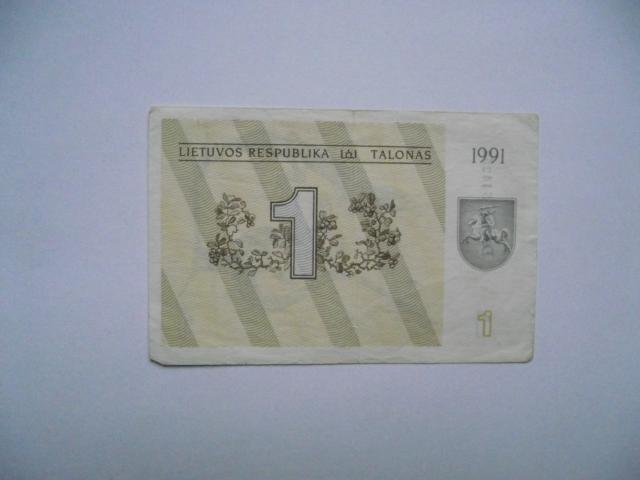 LIETUVOS RESPUBLIKA TALONAS
1991
1
1